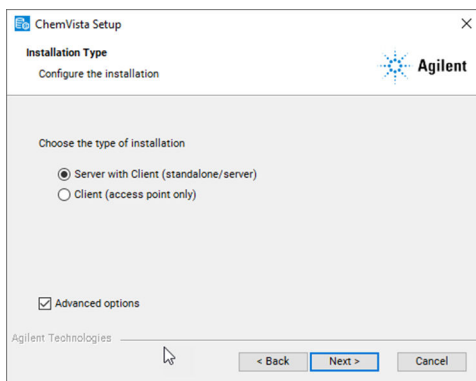 ChemVista Setup
Installation Type
Configure the installation
Agilent
Choose the type of installation
Server with Client (standalone/server)
Client (access point only)
Advanced options
Agilent Technologies
< Back
Next >
Cancel